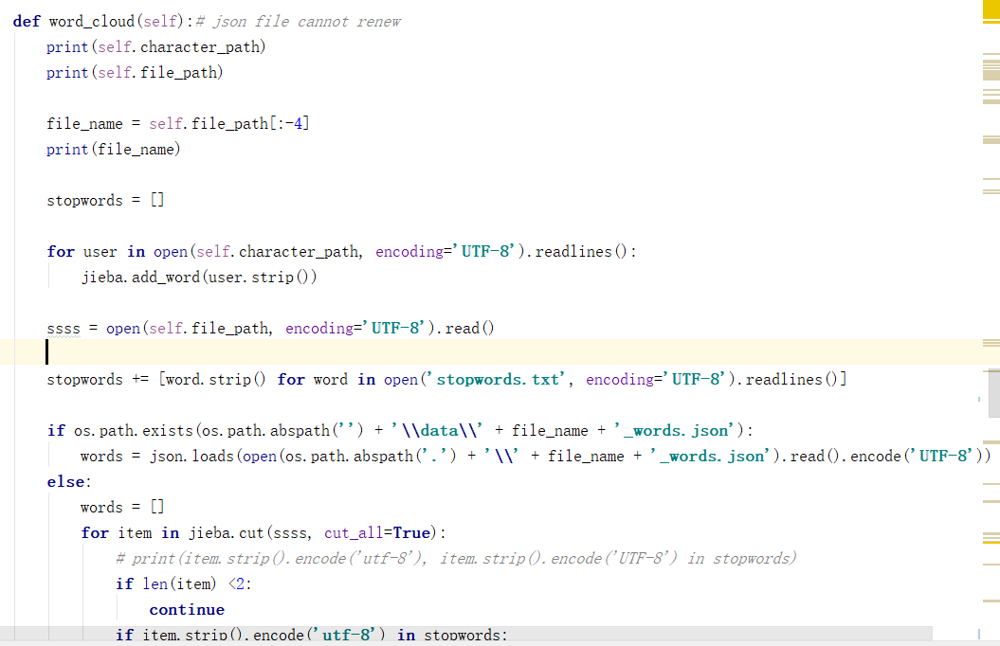 def word_cloud(self):# json file cannot renew
print(self.character_path)
print(self.file_path)
file_name = self.file_path[:-4]
print(file_name)
stopwords = []
for user in open(self.character_path, encoding='UTF-8').readlines():
jieba.add_word(user.strip())
ssss = open(self.file_path, encoding='UTF-8').read()
stopwords += [word.strip() for word in open('stopwords.txt', encoding='UTF-8').readlines()]
if os.path.exists(os.path.abspath('') + '\\data\\' + file_name + '_words.json'):
words = json.loads(open(os.path.abspath('.') + '\\' + file_name + '_words.json').read().encode('UTF-8'))
else:
words = []
for item in jieba.cut(ssss, cut_all=True):
# print(item.strip().encode('utf-8'), item.strip().encode('UTF-8') in stopwords)
if len(item) <2:
continue
if item.strip().encode('utf-8') in stopwords: